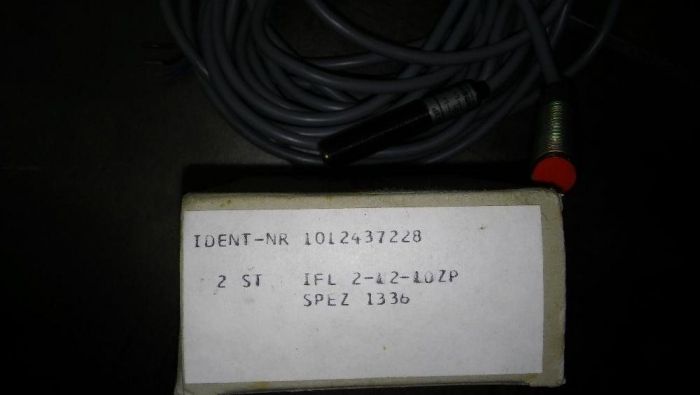 IDENT-NR 1012437228
2 ST IFL 2-12-10ZP
SPEZ 1336